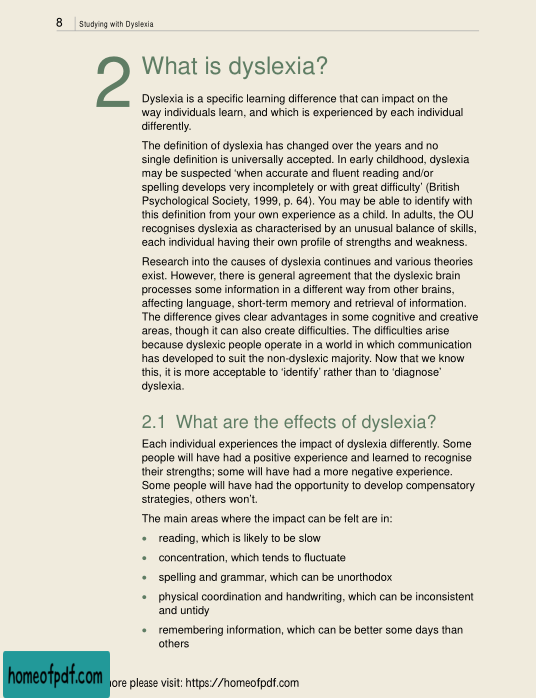 8 Studying with Dyslexia
2 What is dyslexia?
Dyslexia is a specific learning difference that can impact on the
way individuals learn, and which is experienced by each individual
differently.
The definition of dyslexia has changed over the years and no
single definition is universally accepted. In early childhood, dyslexia
may be suspected ‘when accurate and fluent reading and/or
spelling develops very incompletely or with great difficulty’ (British
Psychological Society, 1999, p. 64). You may be able to identify with
this definition from your own experience as a child. In adults, the OU
recognises dyslexia as characterised by an unusual balance of skills,
each individual having their own profile of strengths and weakness.
Research into the causes of dyslexia continues and various theories
exist. However, there is general agreement that the dyslexic brain
processes some information in a different way from other brains,
affecting language, short-term memory and retrieval of information.
The difference gives clear advantages in some cognitive and creative
areas, though it can also create difficulties. The difficulties arise
because dyslexic people operate in a world in which communication
has developed to suit the non-dyslexic majority. Now that we know
this, it is more acceptable to ‘identify’ rather than to ‘diagnose’
dyslexia.
2.1 What are the effects of dyslexia?
Each individual experiences the impact of dyslexia differently. Some
people will have had a positive experience and learned to recognise
their strengths; some will have had a more negative experience.
Some people will have had the opportunity to develop compensatory
strategies, others won’t.
The main areas where the impact can be felt are in:
• reading, which is likely to be slow
• concentration, which tends to fluctuate
• spelling and grammar, which can be unorthodox
• physical coordination and handwriting, which can be inconsistent
and untidy
• remembering information, which can be better some days than
others
homeofpdf.com
please visit: https://homeofpdf.com